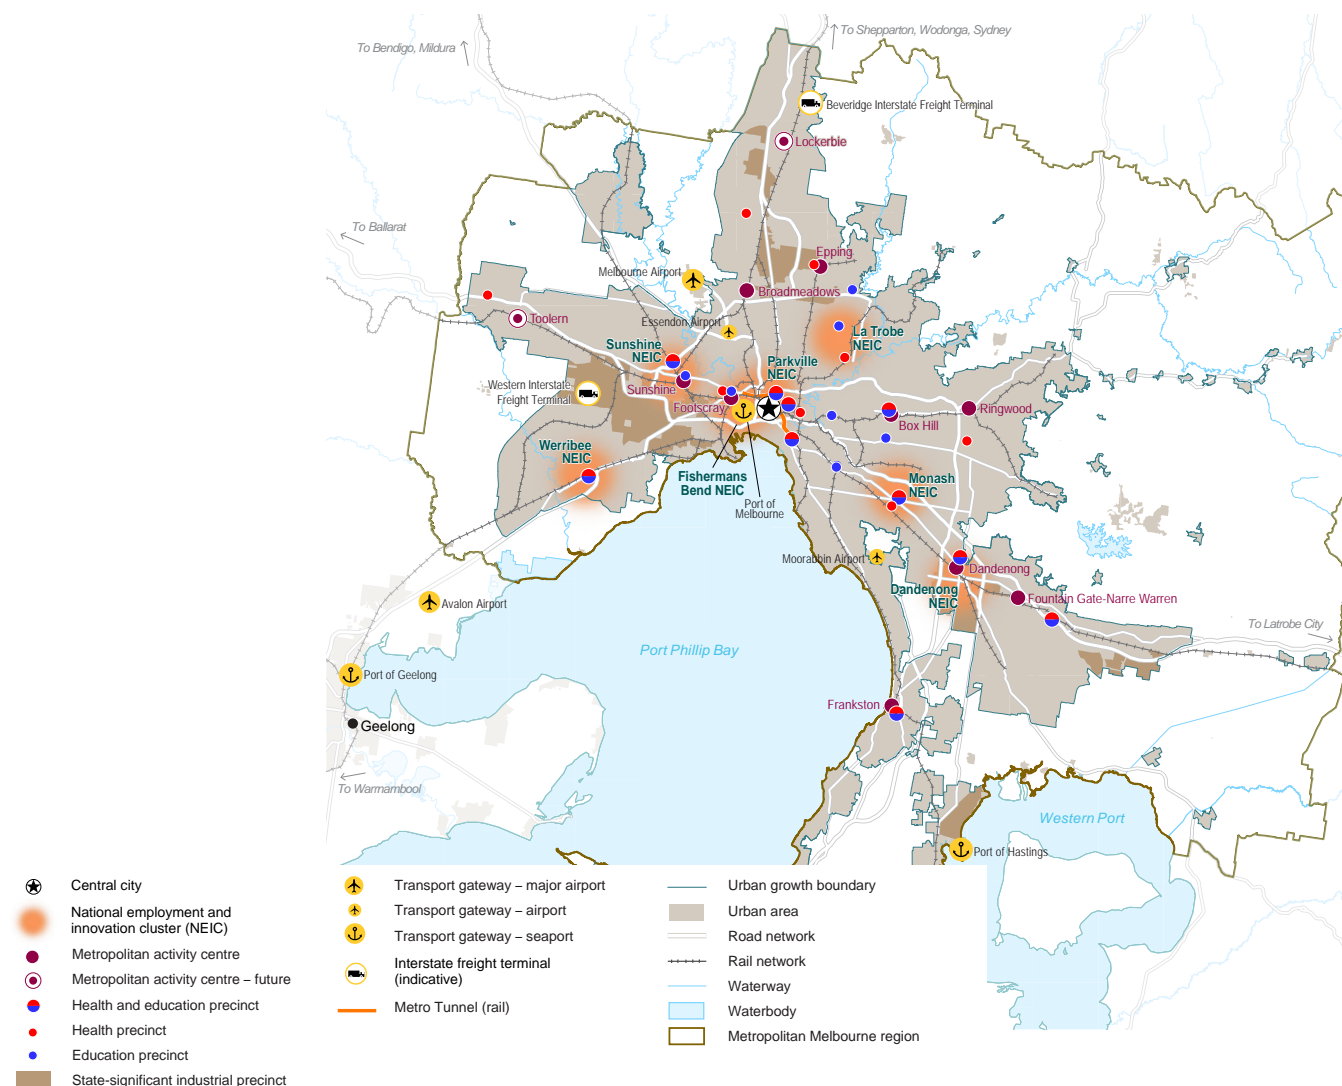 To Shepparton, Wodonga, Sydney
To Bendigo, Mildura
Beveridge Interstate Freight Terminal
Lockerbie
To Ballarat
Epping
Melbourne Airport
Broadmeadows
Toolern
Essendon Airport
La Trobe
NEIC
Sunshine
NEIC
Parkville
NEIC
Western Interstate
Freight Terminal
Sunshine
Footscray
Ringwood
Box Hill
Werribee
NEIC
Fishermans
Bend NEIC
Monash
NEIC
Port of
Melbourne
Moorabbin Airport
Dandenong
Dandenong
NEIC
Fountain Gate-Narre Warren
Avalon Airport
To Latrobe City
Port Phillip Bay
Port of Geelong
Frankston
Geelong
To Warrnambool
Western Port
Port of Hastings
Central city
National employment and
innovation cluster (NEIC)
Metropolitan activity centre
Metropolitan activity centre – future
Health and education precinct
Health precinct
Education precinct
State-significant industrial precinct
Transport gateway – major airport
Transport gateway – airport
Transport gateway – seaport
Interstate freight terminal
(indicative)
Metro Tunnel (rail)
Urban growth boundary
Urban area
Road network
Rail network
Waterway
Waterbody
Metropolitan Melbourne region